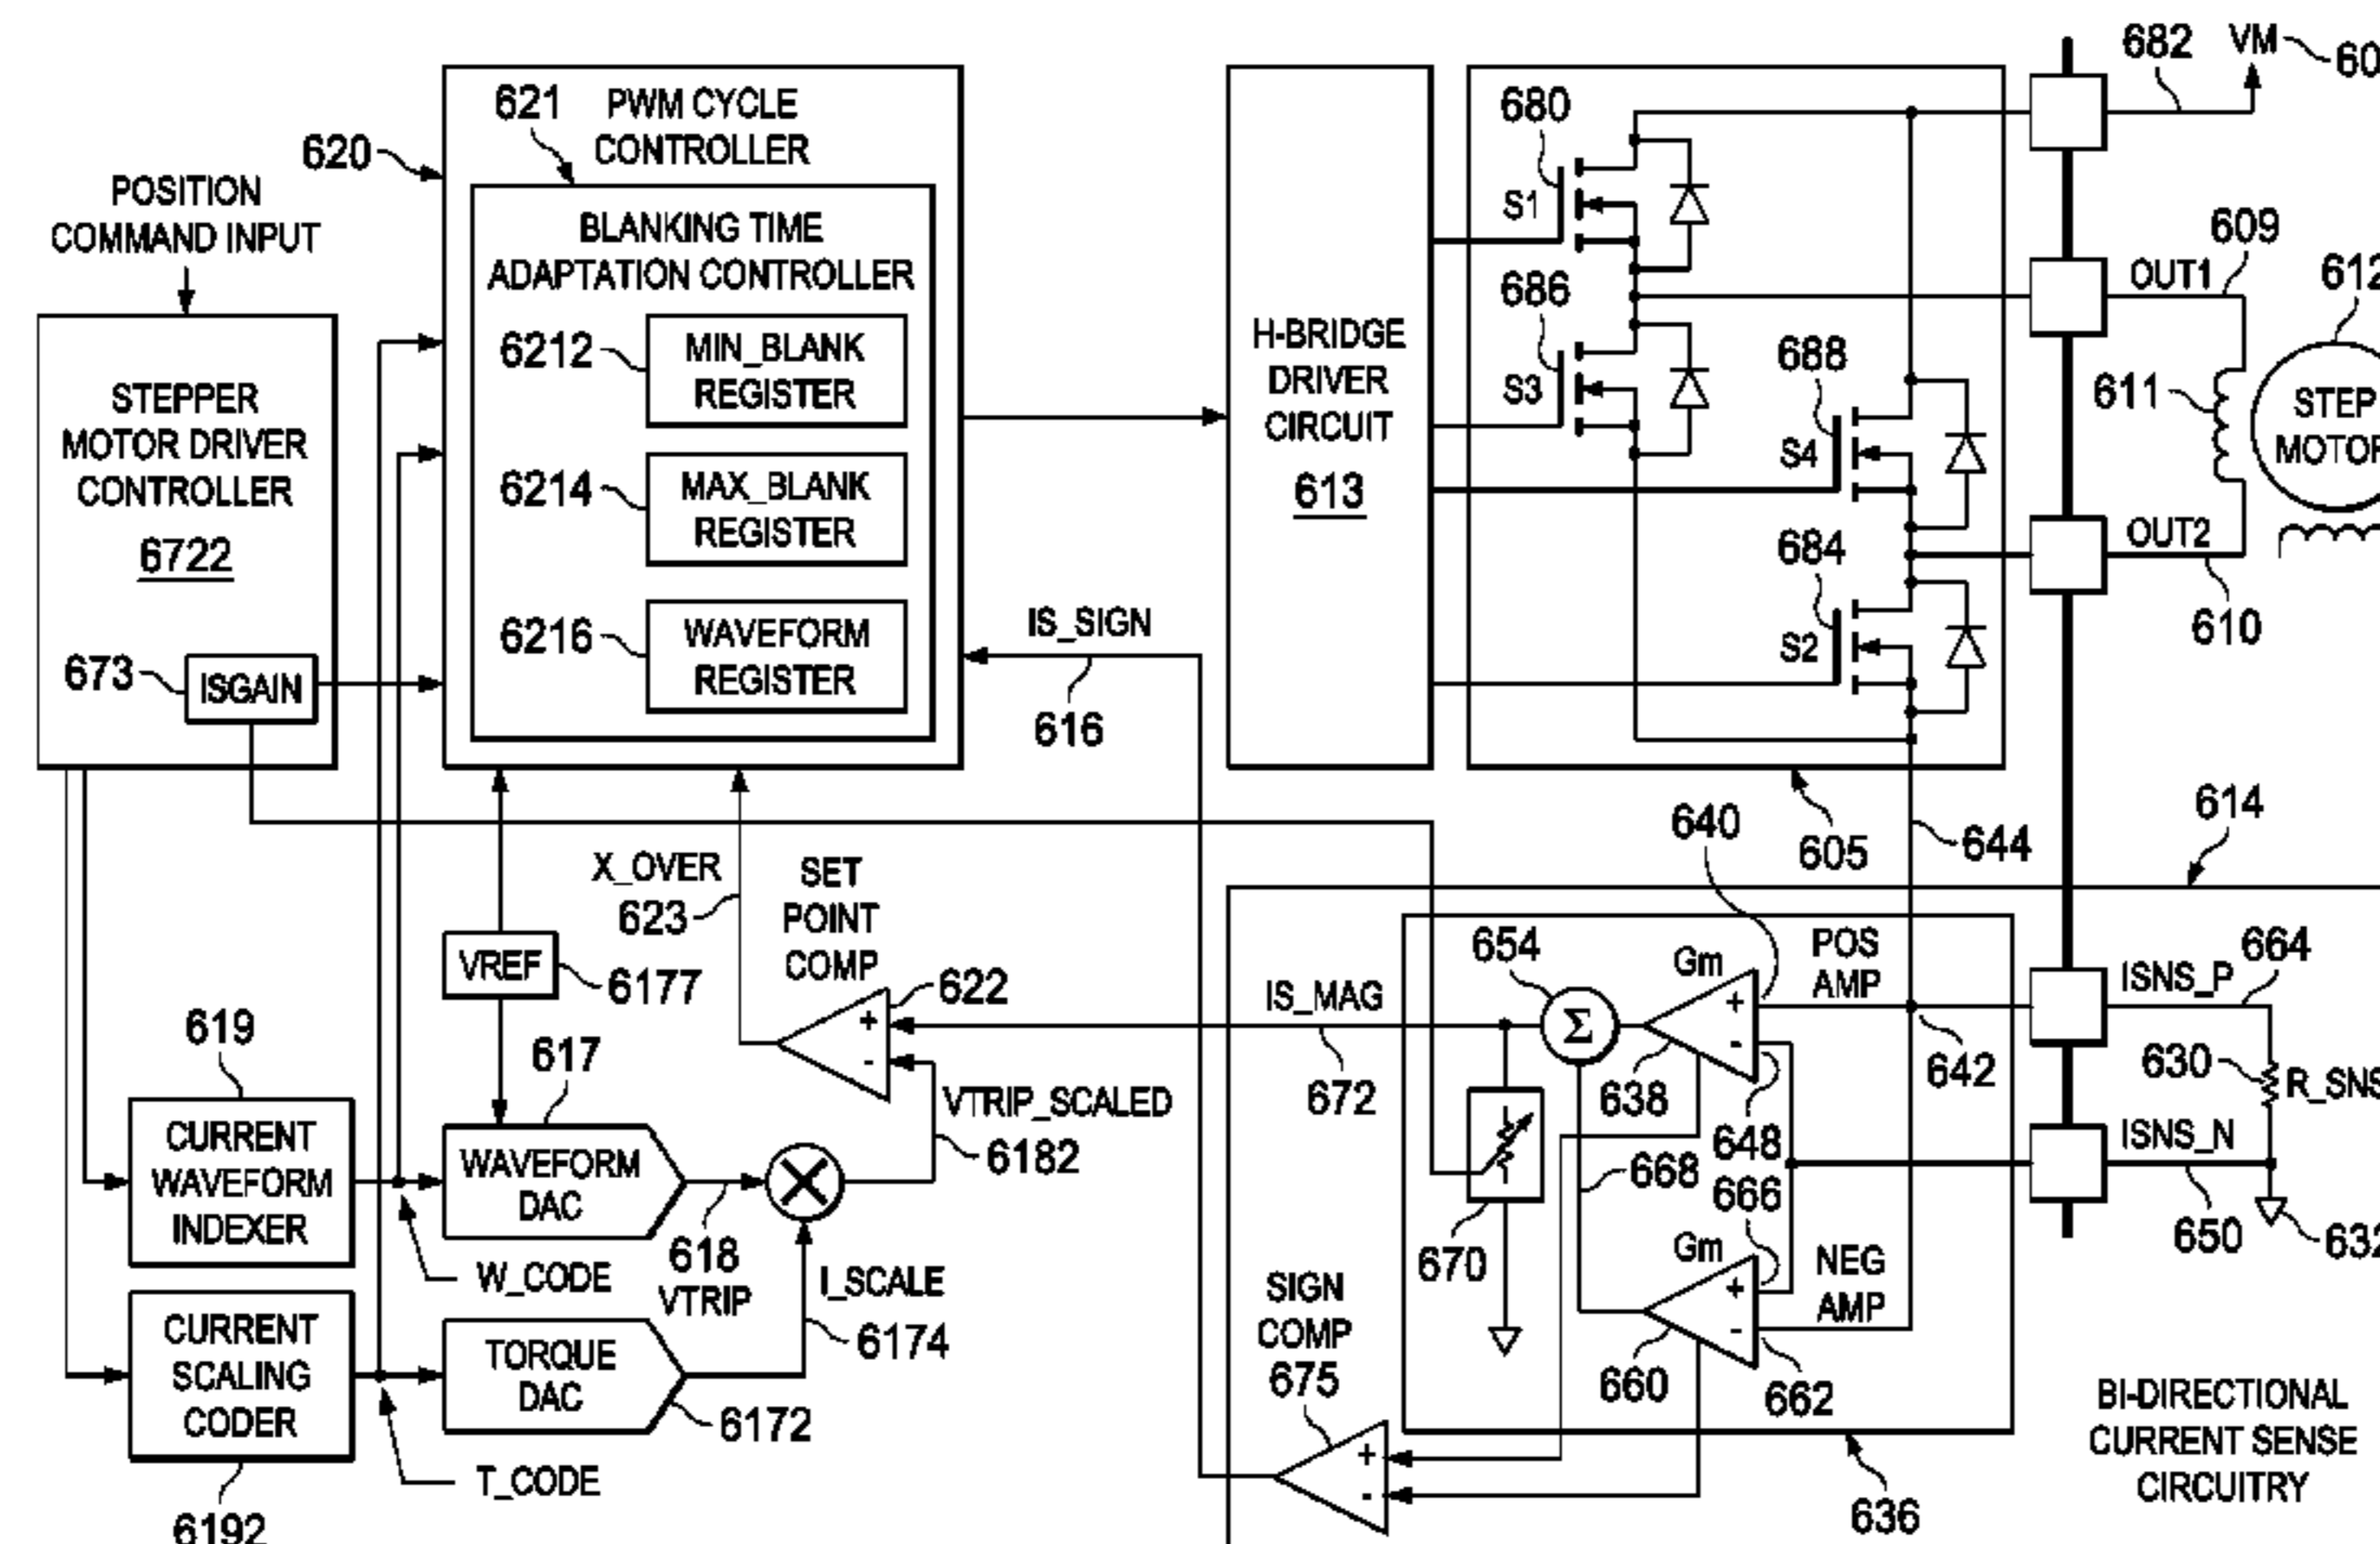 682
VM
621
PWM CYCLE
CONTROLLER
680
620
POSITION
COMMAND INPUT
S1
BLANKING TIME
ADAPTATION CONTROLLER
609
OUT1
686
6212
MIN_BLANK
REGISTER
H-BRIDGE
DRIVER
CIRCUIT
613
S3
688
611
STEP
STEPPER
MOTOR DRIVER
CONTROLLER
6722
S4
6214
MAX_BLANK
REGISTER
684
OUT2
610
6216
WAVEFORM
REGISTER
IS_SIGN
616
S2
673
ISGAIN
614
640
644
605
X_OVER
623
SET
POINT
COMP
654
Gm
POS
AMP
ISNS_P
664
VREF
6177
622
+
-
IS_MAG
672
Σ
+
-
638
648
642
630
619
617
CURRENT
WAVEFORM
INDEXER
WAVEFORM
DAC
VTRIP_SCALED
6182
668
666
ISNS_N
650
670
618
VTRIP
W_CODE
I_SCALE
6174
Gm
+
-
NEG
AMP
660
662
SIGN
COMP
675
CURRENT
SCALING
CODER
TORQUE
DAC
6172
T_CODE
6192
+
-
636
BI-DIRECTIONAL
CURRENT SENSE
CIRCUITRY